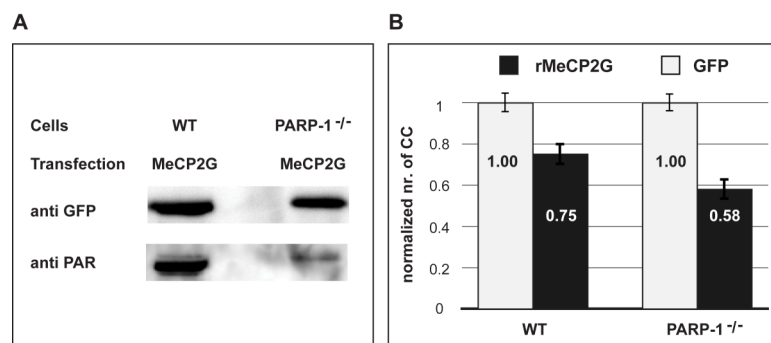 A
Cells WT PARP-1 -/-
Transfection MeCP2G MeCP2G
anti GFP
anti PAR
B
rMeCP2G GFP
normalized nr. of CC
1
0.8
0.6
0.4
0.2
0
1.00
0.75
1.00
0.58
WT PARP-1 -/-